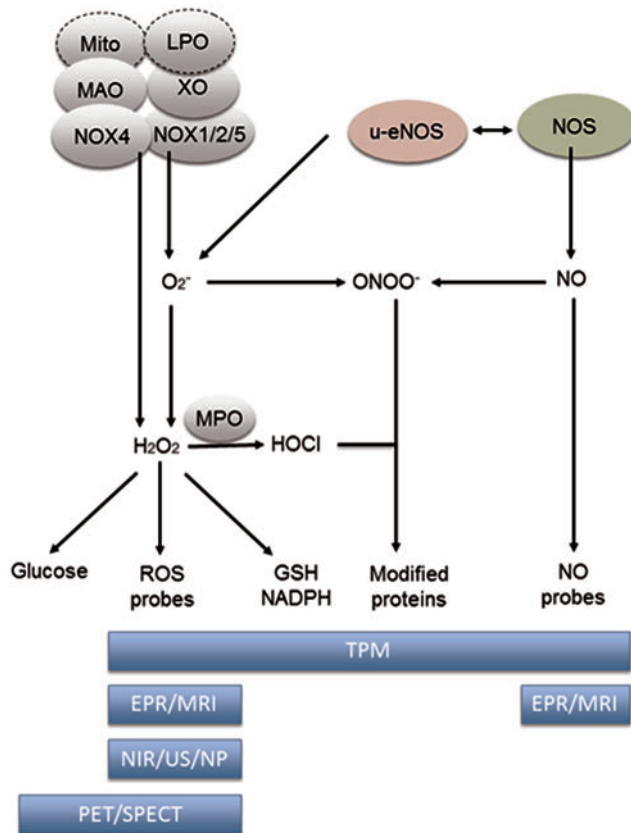 Mito LPO
MAO XO
NOX4 NOX1/2/5
u-eNOS NOS
O₂⁻ ONOO⁻ NO
MPO
H₂O₂ HOCl
Glucose ROS probes GSH NADPH Modified proteins NO probes
TPM
EPR/MRI EPR/MRI
NIR/US/NP
PET/SPECT